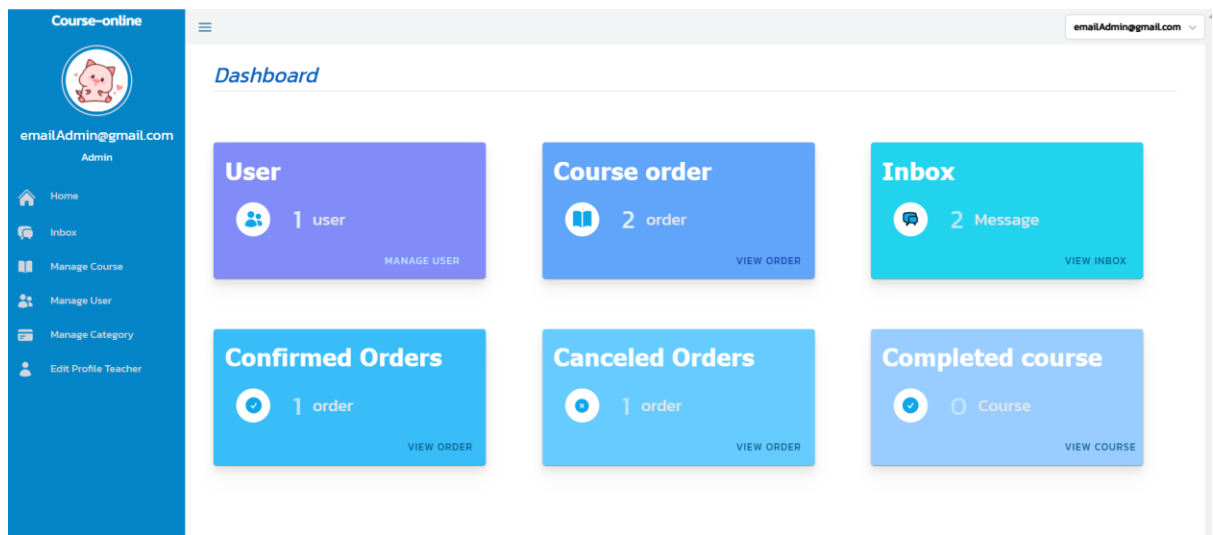 Course-online
emailAdmin@gmail.com
Admin
Home
Inbox
Manage Course
Manage User
Manage Category
Edit Profile Teacher
emailAdmin@gmail.com
Dashboard
User
1 user
MANAGE USER
Course order
2 order
VIEW ORDER
Inbox
2 Message
VIEW INBOX
Confirmed Orders
1 order
VIEW ORDER
Canceled Orders
1 order
VIEW ORDER
Completed course
0 Course
VIEW COURSE